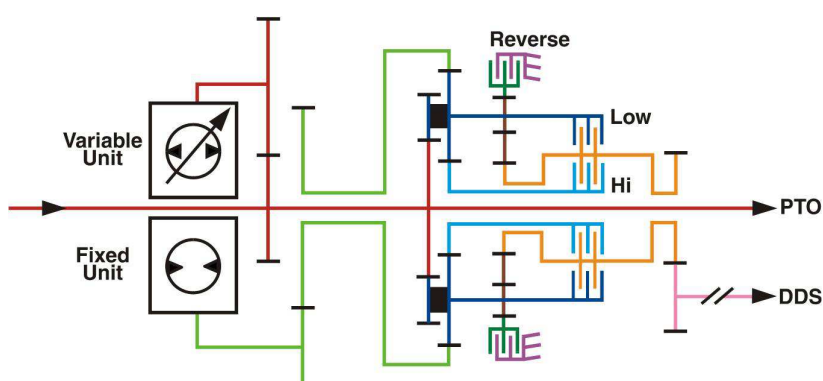 Reverse
Variable
Unit
Low
Hi
PTO
Fixed
Unit
DDS